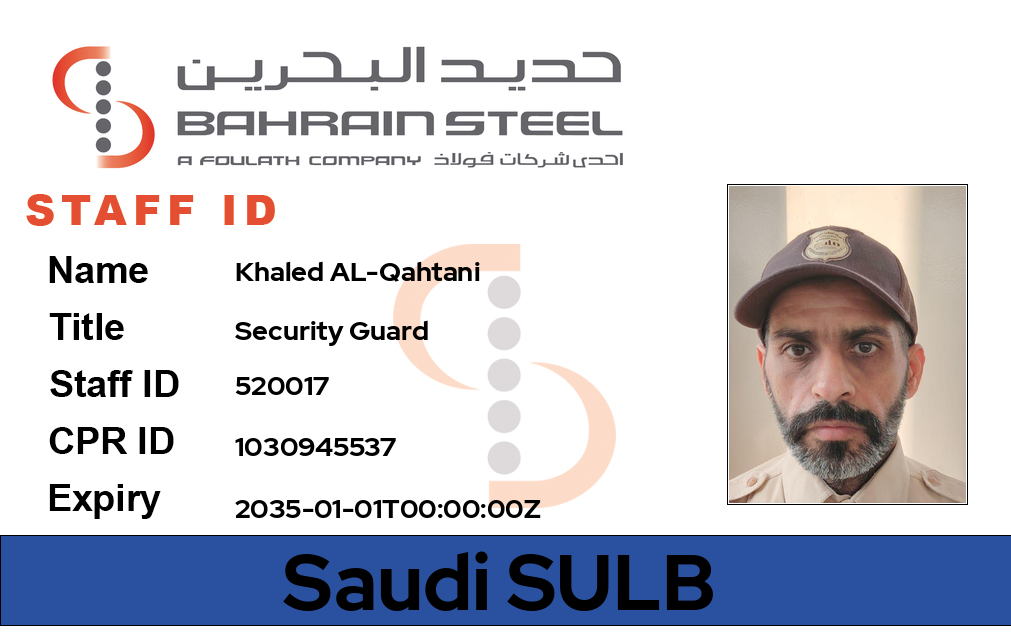 حديد البحرين
BAHRAIN STEEL
A FOULATH COMPANY احدى شركات فولاذ
STAFF ID
Name Khaled AL-Qahtani
Title Security Guard
Staff ID 520017
CPR ID 1030945537
Expiry 2035-01-01T00:00:00Z
Saudi SULB